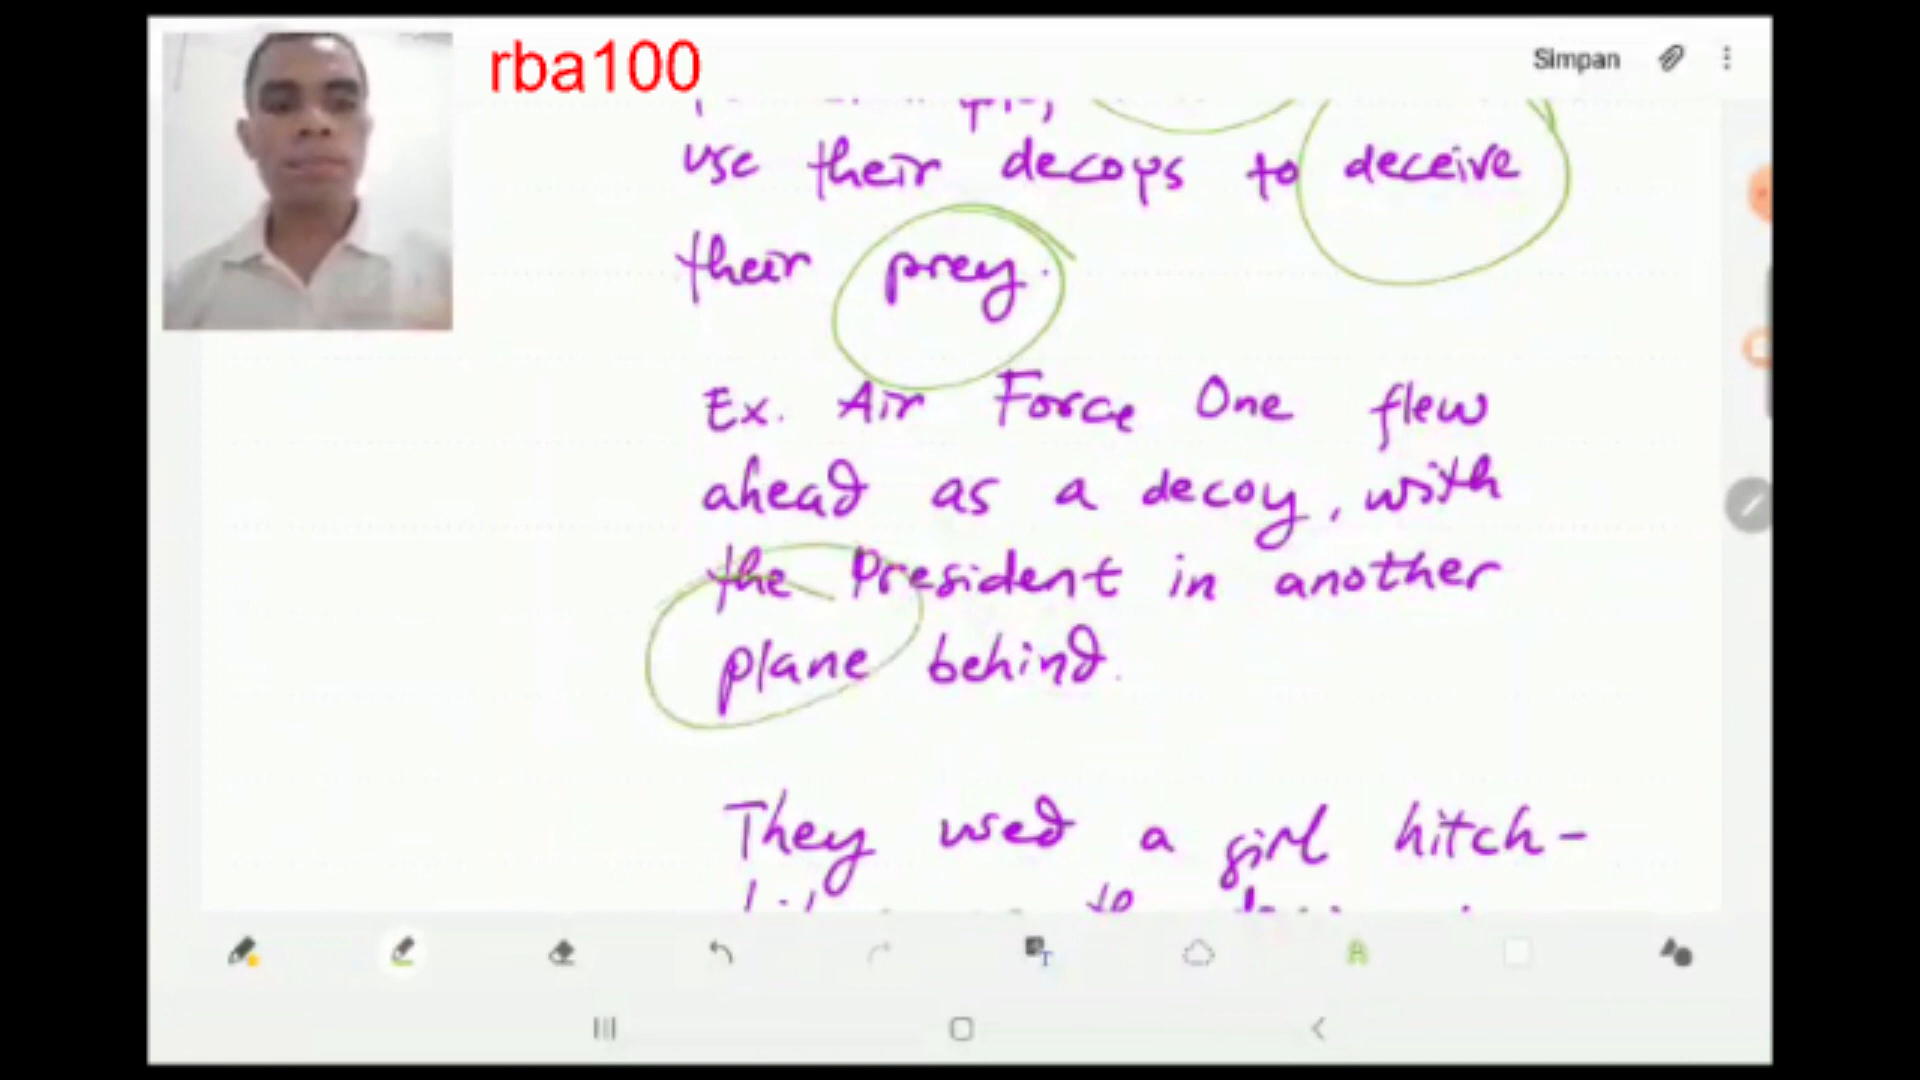 rba100
Simpan
use their decoys to deceive
their prey.
Ex. Air Force One flew
ahead as a decoy, with
the President in another
plane behind.
They used a girl hitch-